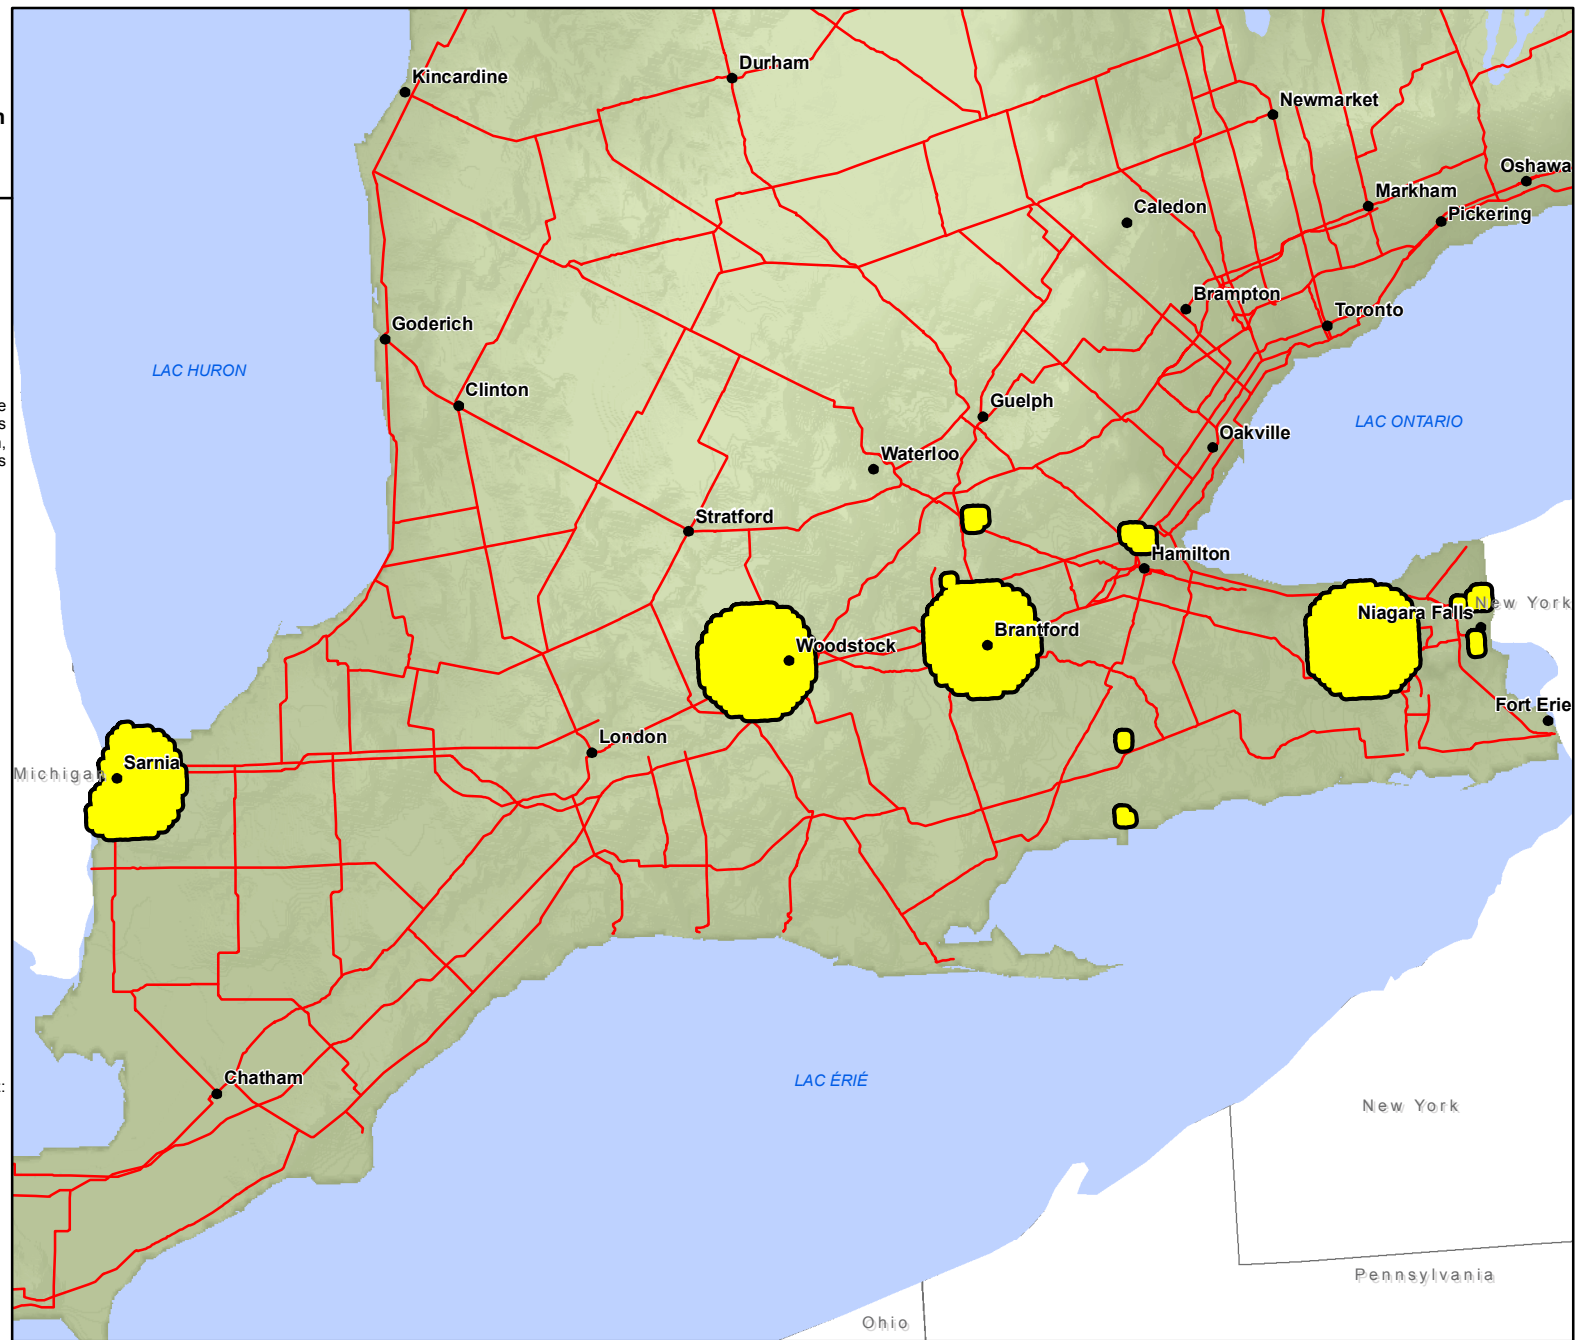 Durham
Kincardine
Newmarket
n
Oshawa
Markham
Caledon
Pickering
Brampton
Toronto
Goderich
LAC HURON
Clinton
Guelph
e
LAC ONTARIO
s
Oakville
,
Waterloo
s
Stratford
Hamilton
New York
Niagara Falls
Brantford
Woodstock
Fort Erie
London
Sarnia
Michigan
Chatham
LAC ÉRIÉ
:
New York
Pennsylvania
Ohio